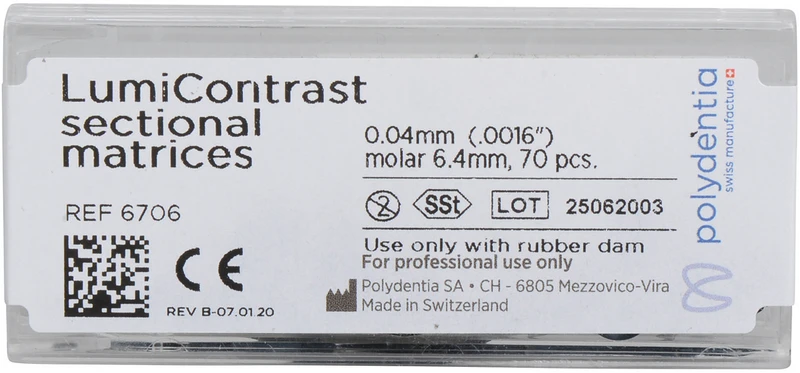 LumiContrast
sectional
matrices
REF 6706
REV B-07.01.20
0.04mm (.0016")
molar 6.4mm, 70 pcs.
2 SSt LOT 25062003
Use only with rubber dam
For professional use only
Polydentia SA • CH - 6805 Mezzovico-Vira
Made in Switzerland
polydentia
swiss manufacture